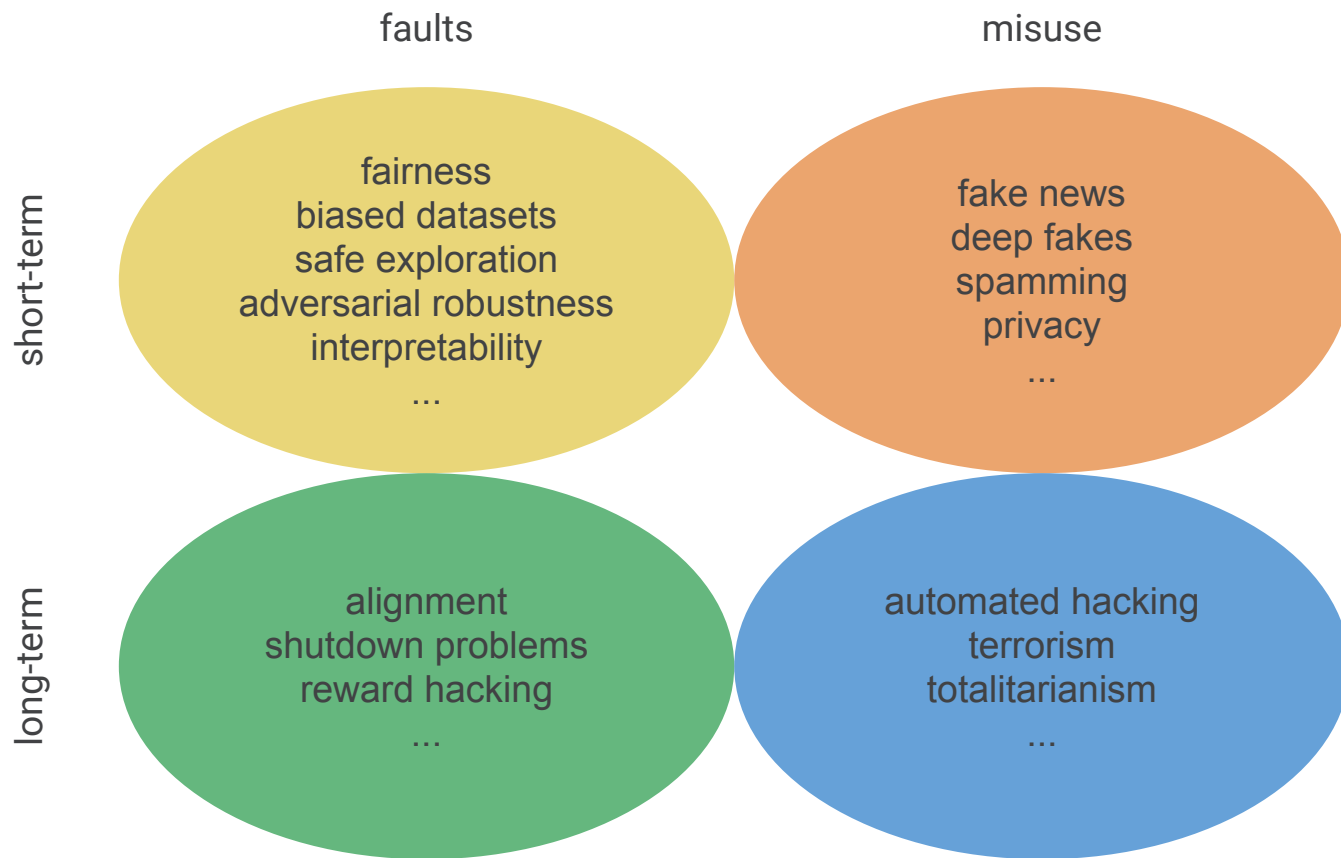 faults
misuse
short-term
fairness
biased datasets
safe exploration
adversarial robustness
interpretability
...
fake news
deep fakes
spamming
privacy
...
long-term
alignment
shutdown problems
reward hacking
...
automated hacking
terrorism
totalitarianism
...